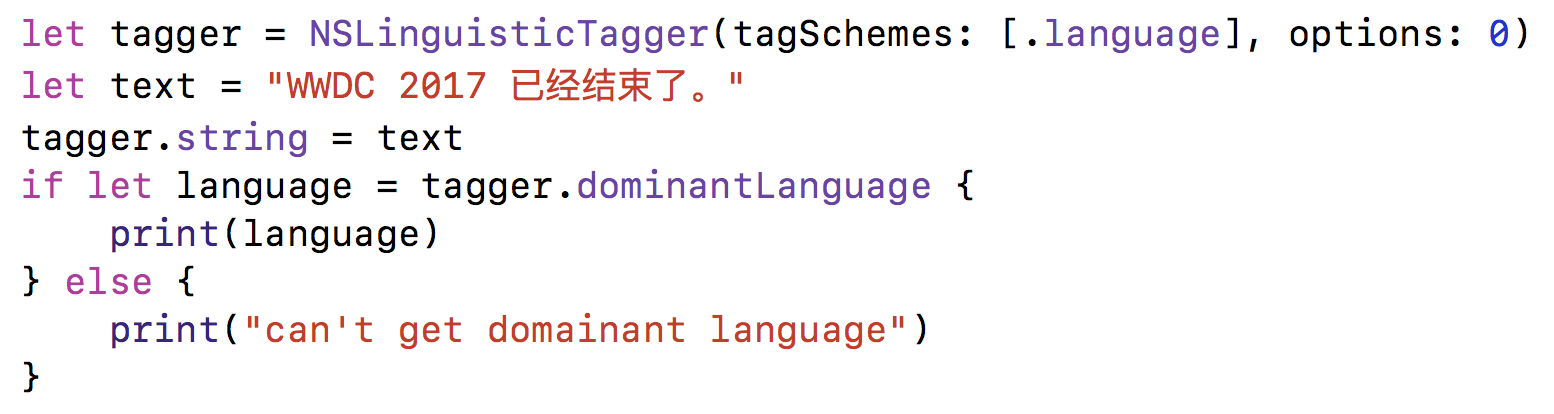 let tagger = NSLinguisticTagger(tagSchemes: [.language], options: 0)
let text = "WWDC 2017 已经结束了。"
tagger.string = text
if let language = tagger.dominantLanguage {
    print(language)
} else {
    print("can't get domainant language")
}